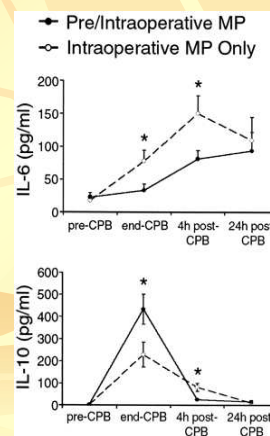 Pre/Intraoperative MP
Intraoperative MP Only
IL-6 (pg/ml)
200
150
100
50
0
*
*
pre-CPB end-CPB 4h post-CPB 24h post-CPB
IL-10 (pg/ml)
600
500
400
300
200
100
0
*
*
pre-CPB end-CPB 4h post-CPB 24h post-CPB